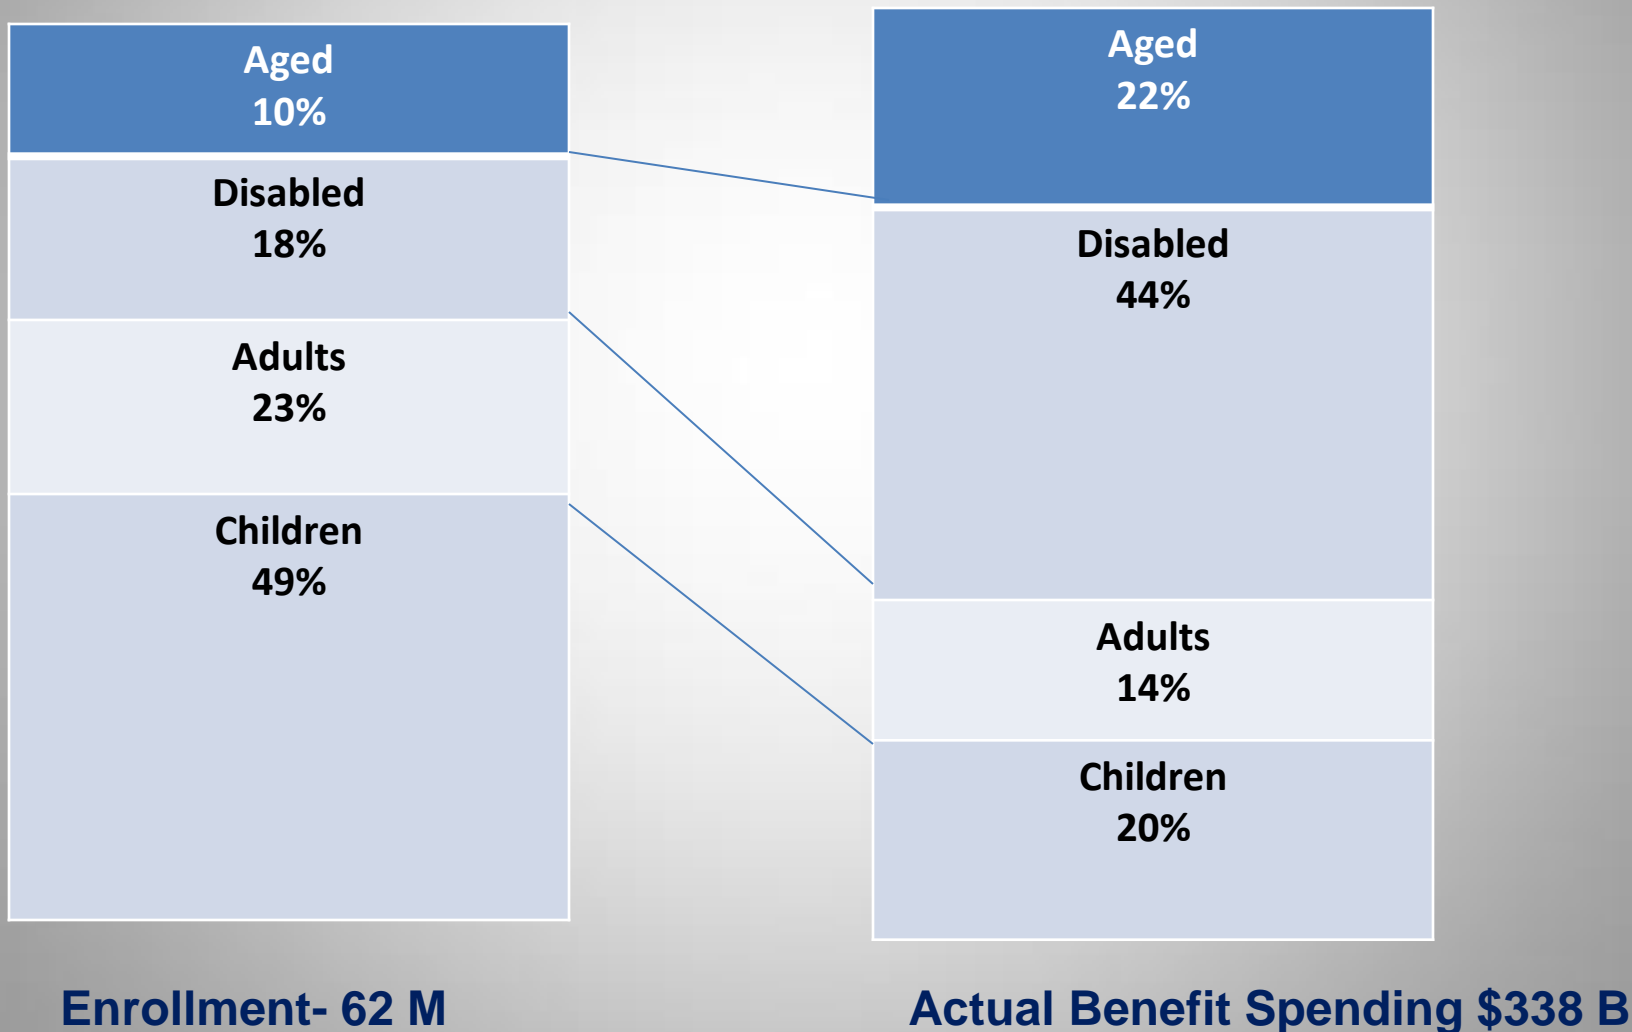 Aged
10%
Disabled
18%
Adults
23%
Children
49%
Enrollment- 62 M
Aged
22%
Disabled
44%
Adults
14%
Children
20%
Actual Benefit Spending $338 B